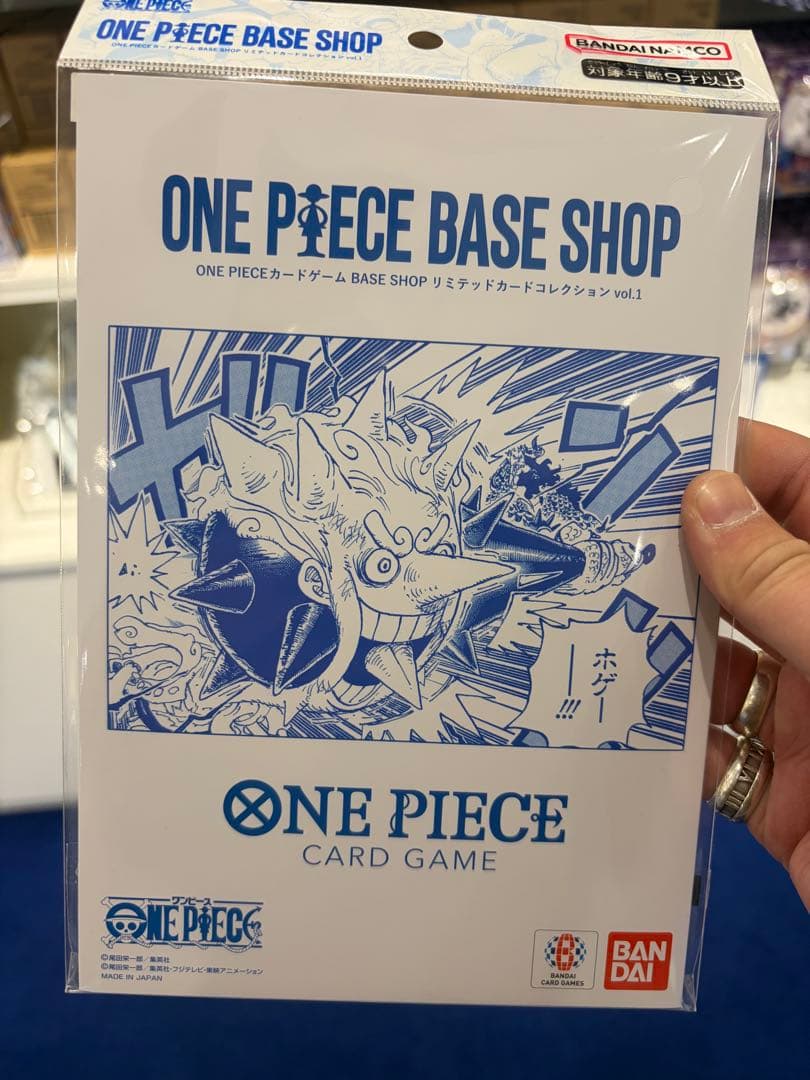 ONE PIECE
ONE PIECE BASE SHOP
ONE PIECEカードゲーム BASE SHOP リミテッドカードコレクション vol.1
BANDAI NAMCO
対象年齢9才以上
ONE PIECE BASE SHOP
ONE PIECEカードゲーム BASE SHOP リミテッドカードコレクション vol.1
ホゲー
ーー!!!
ONE PIECE
CARD GAME
ワンピース
ONE PIECE
©尾田栄一郎／集英社
©尾田栄一郎／集英社・フジテレビ・東映アニメーション
MADE IN JAPAN
BANDAI
CARD GAMES
BAN
DAI